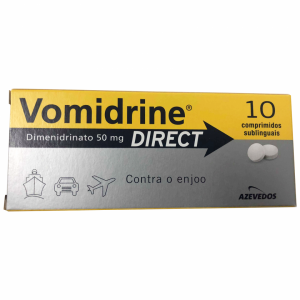 Vomidrine®
Dimenidrinato 50 mg
DIRECT
10
comprimidos
sublinguais
Contra o enjoo
AZEVEDOS